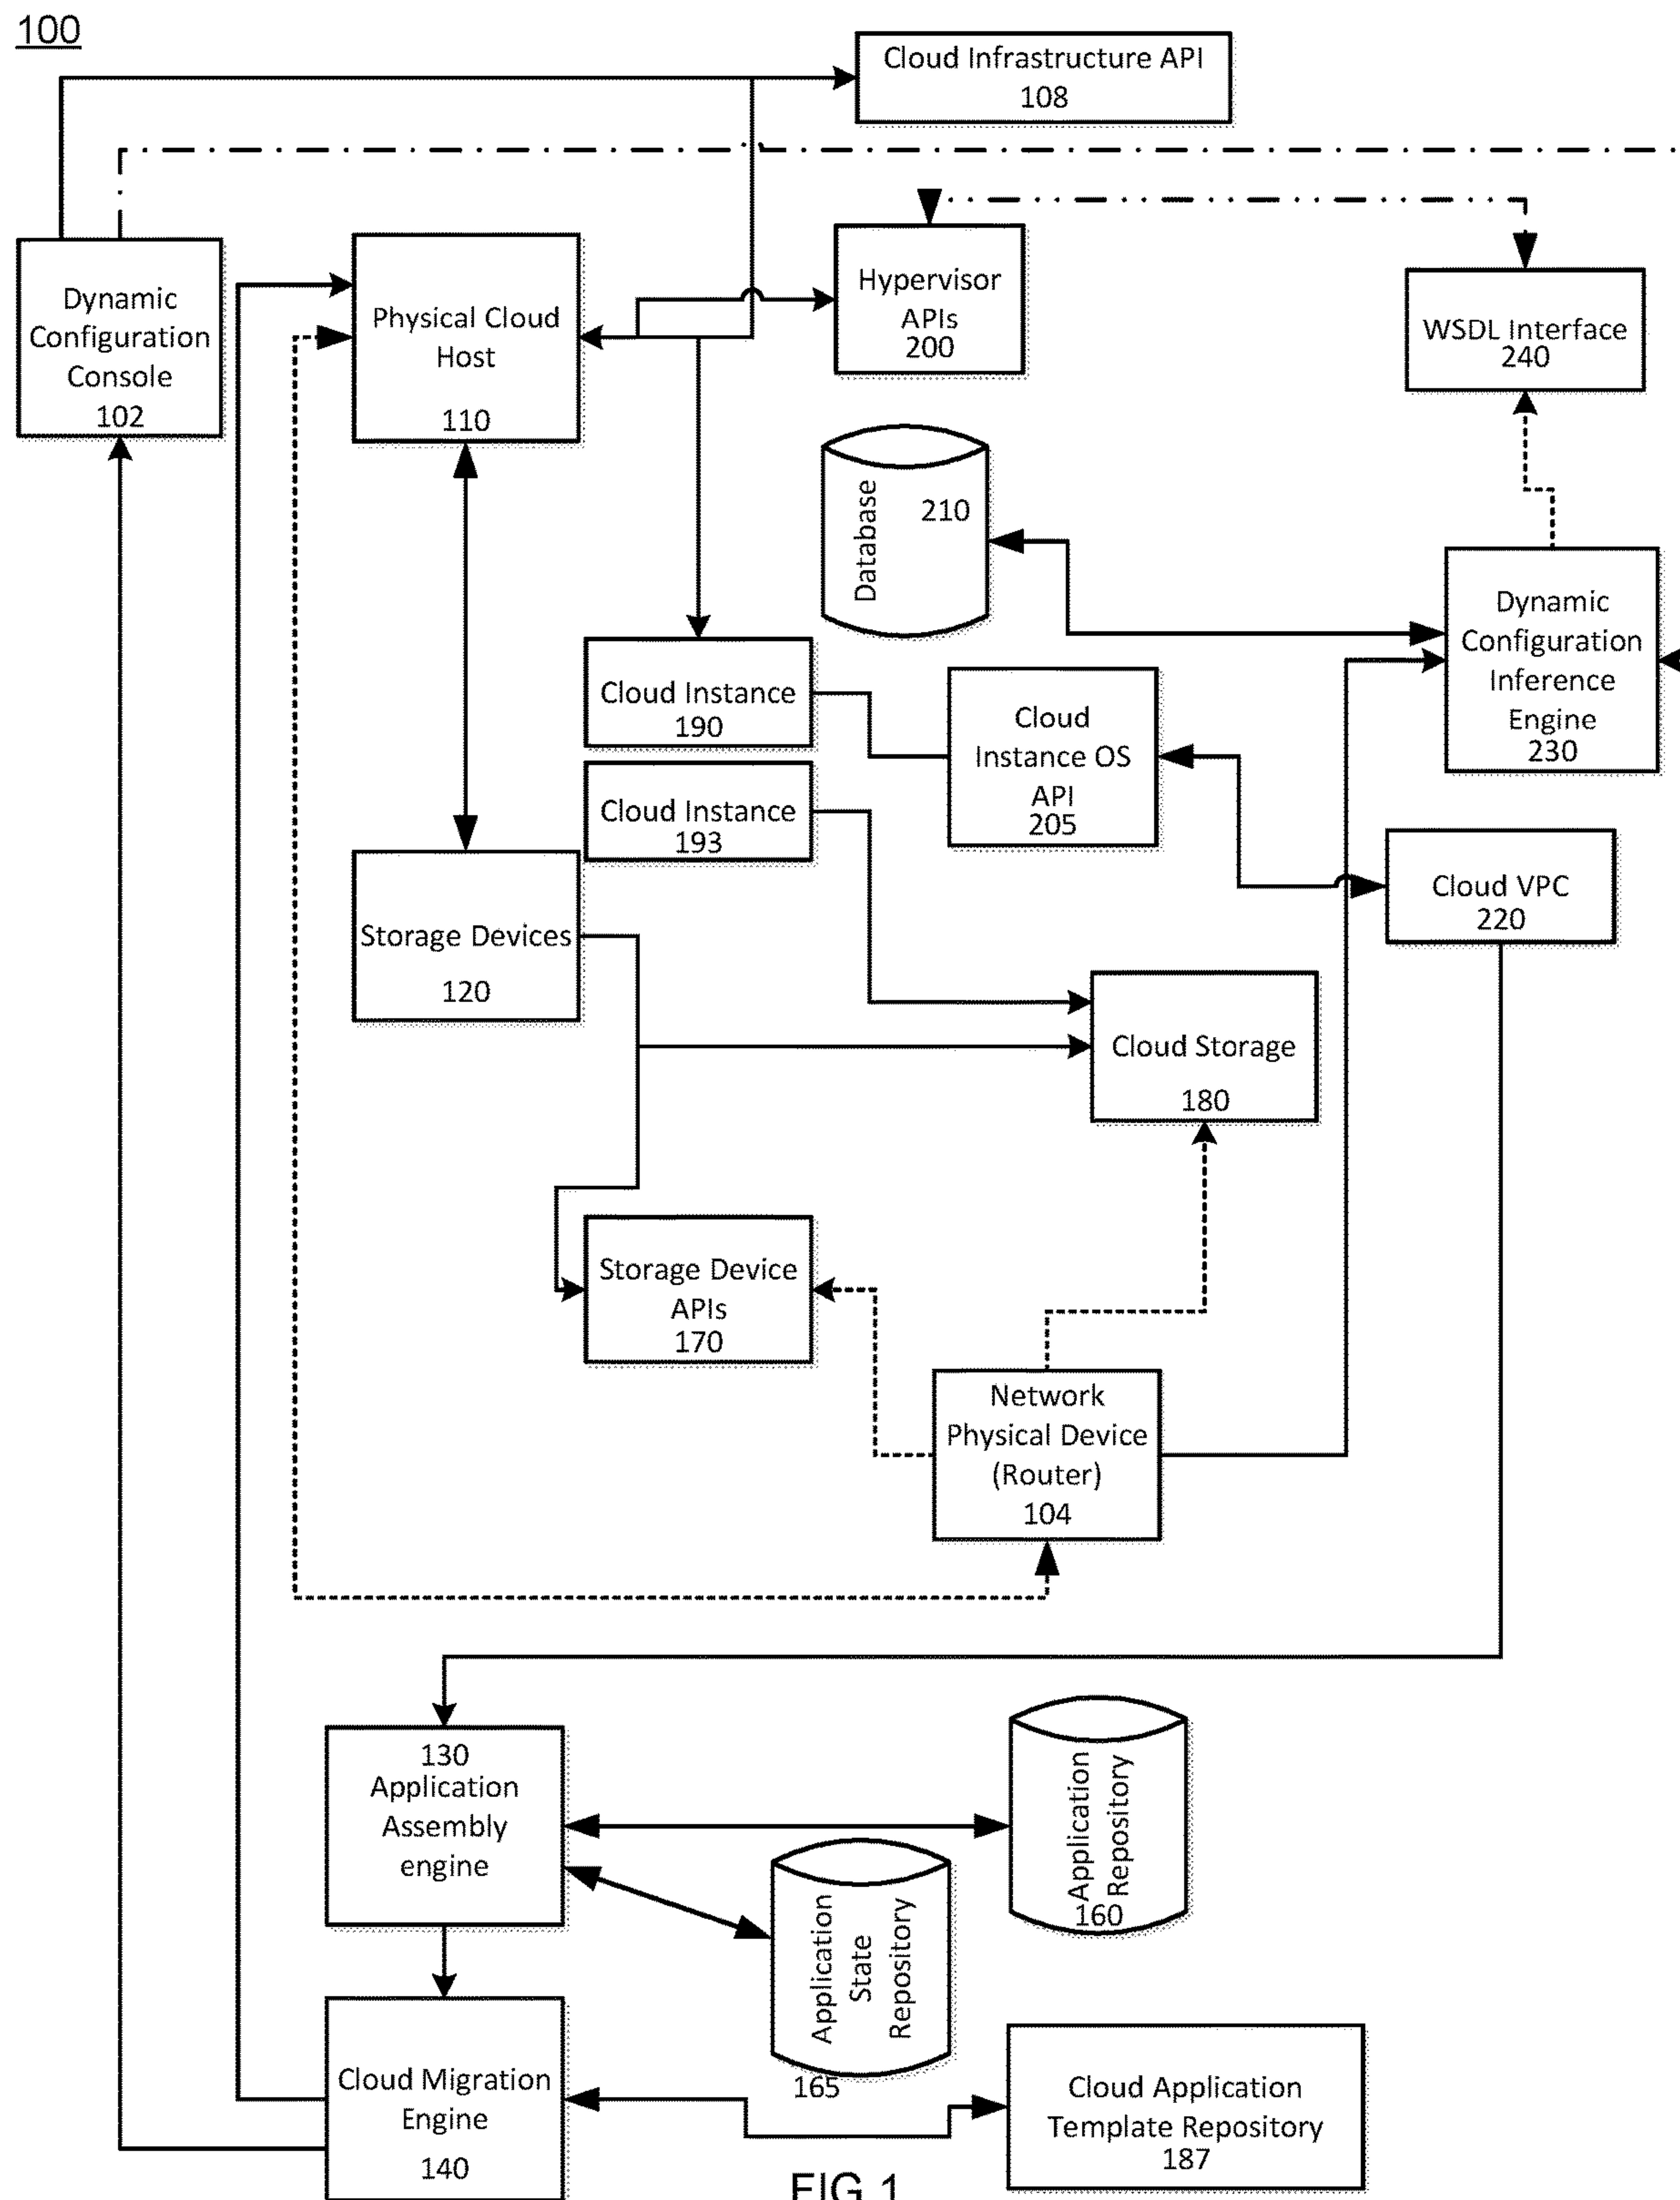 100
Cloud Infrastructure API
108
Dynamic
Configuration
Console
102
Physical Cloud
Host
110
Hypervisor
APIs
200
WSDL Interface
240
Database
210
Dynamic
Configuration
Inference
Engine
230
Cloud Instance
190
Cloud
Instance OS
API
205
Cloud Instance
193
Cloud VPC
220
Storage Devices
120
Cloud Storage
180
Storage Device
APIs
170
Network
Physical Device
(Router)
104
130
Application
Assembly
engine
Application
Repository
160
Application
State
Repository
165
Cloud Migration
Engine
140
Cloud Application
Template Repository
187
FIG 1